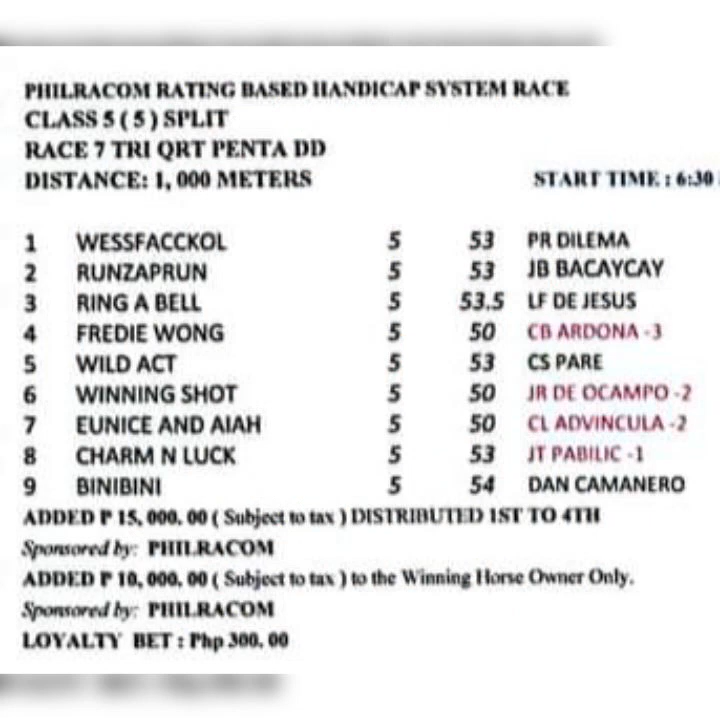 PHILRACOM RATING BASED HANDICAP SYSTEM RACE
CLASS 5 ( 5 ) SPLIT
RACE 7 TRI QRT PENTA DD
DISTANCE: 1, 000 METERS START TIME : 6:30
1 WESSFACCKOL 5 53 PR DILEMA
2 RUNZAPRUN 5 53 JB BACAYCAY
3 RING A BELL 5 53.5 LF DE JESUS
4 FREDIE WONG 5 50 CB ARDONA -3
5 WILD ACT 5 53 CS PARE
6 WINNING SHOT 5 50 JR DE OCAMPO -2
7 EUNICE AND AIAH 5 50 CL ADVINCULA -2
8 CHARM N LUCK 5 53 JT PABILIC -1
9 BINIBINI 5 54 DAN CAMANERO
ADDED P 15, 000. 00 ( Subject to tax ) DISTRIBUTED 1ST TO 4TH
Sponsored by: PHILRACOM
ADDED P 10, 000. 00 ( Subject to tax ) to the Winning Horse Owner Only.
Sponsored by: PHILRACOM
LOYALTY BET : Php 300. 00